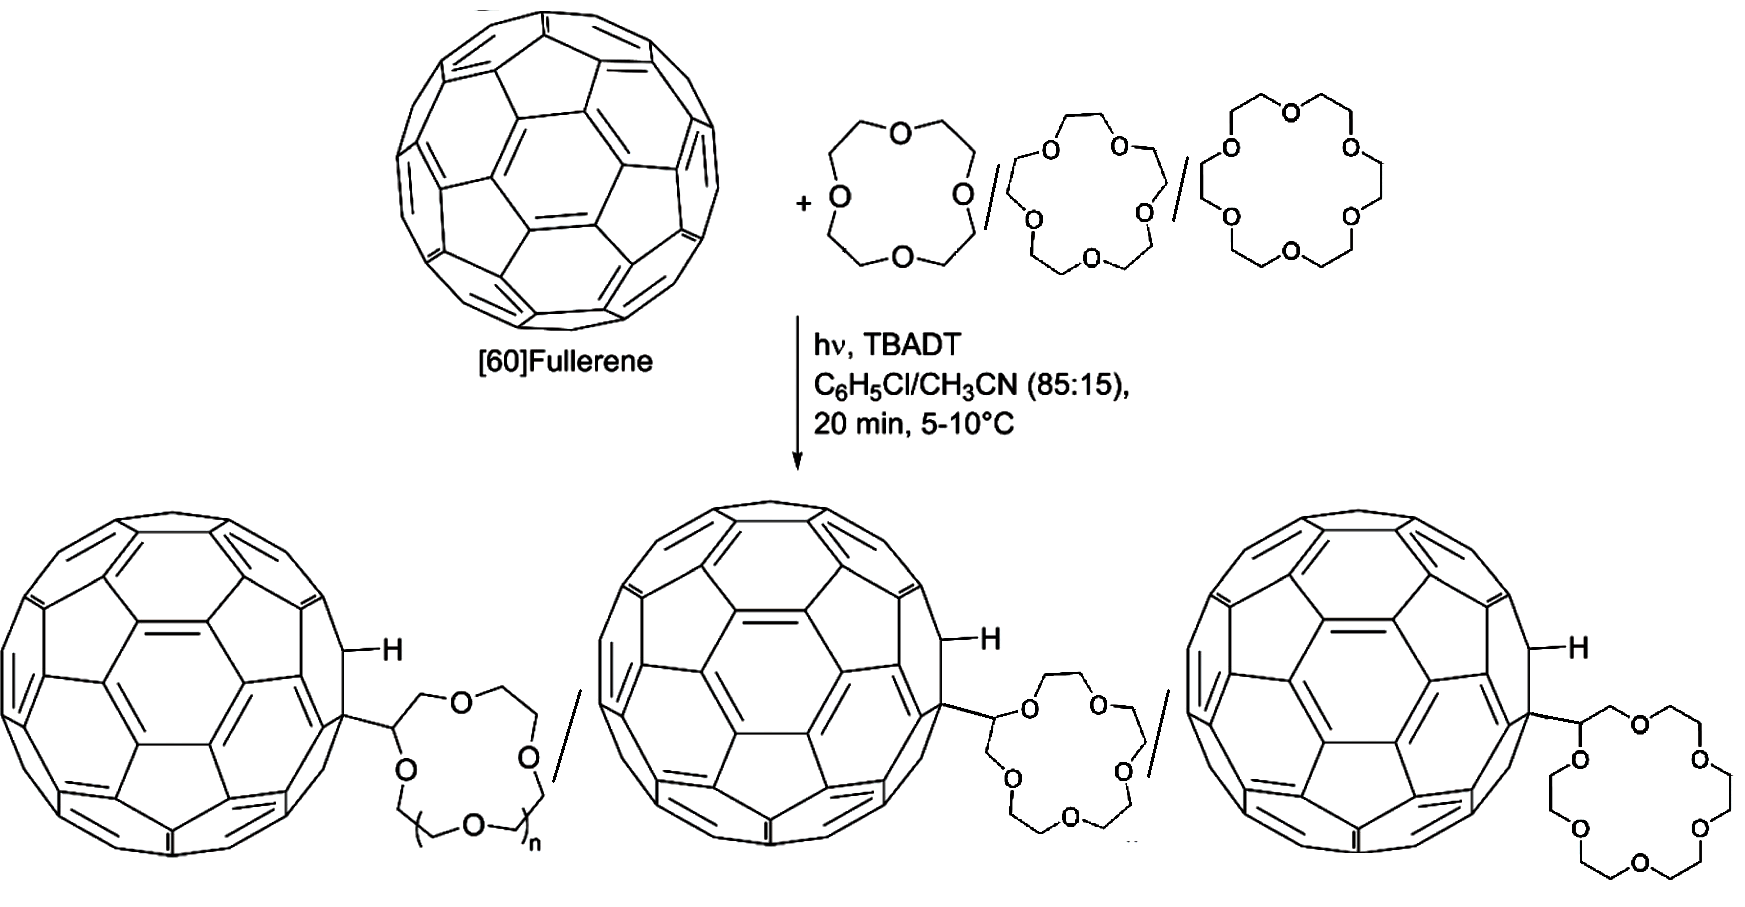 O
O O O O O
+ O O / / 
O O O O
O O O
[60]Fullerene
hν, TBADT
C₆H₅Cl/CH₃CN (85:15),
20 min, 5-10°C
H H H
O / O O / O
O O O O
O O O O
O ( O )n O
O